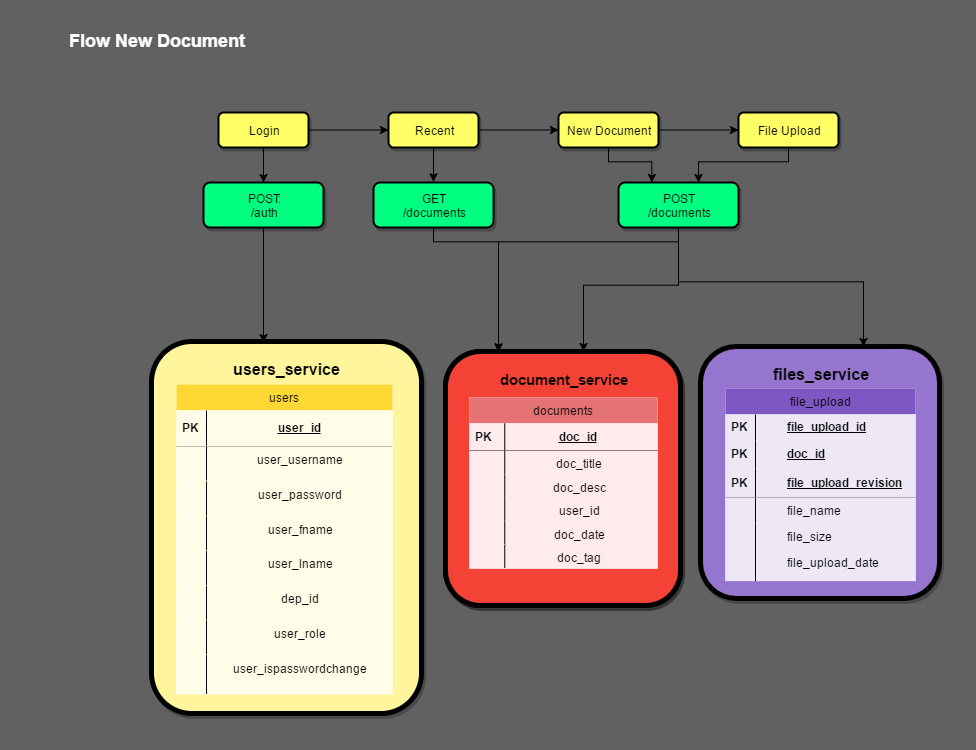 Flow New Document
Login
Recent
New Document
File Upload
POST:
/auth
GET
/documents
POST
/documents
users_service
users
PK user_id
user_username
user_password
user_fname
user_lname
dep_id
user_role
user_ispasswordchange
document_service
documents
PK doc_id
doc_title
doc_desc
user_id
doc_date
doc_tag
files_service
file_upload
PK file_upload_id
PK doc_id
PK file_upload_revision
file_name
file_size
file_upload_date